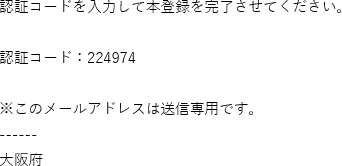 認証コードを入力して本登録を完了させてください。
認証コード：224974
※このメールアドレスは送信専用です。
------
大阪府